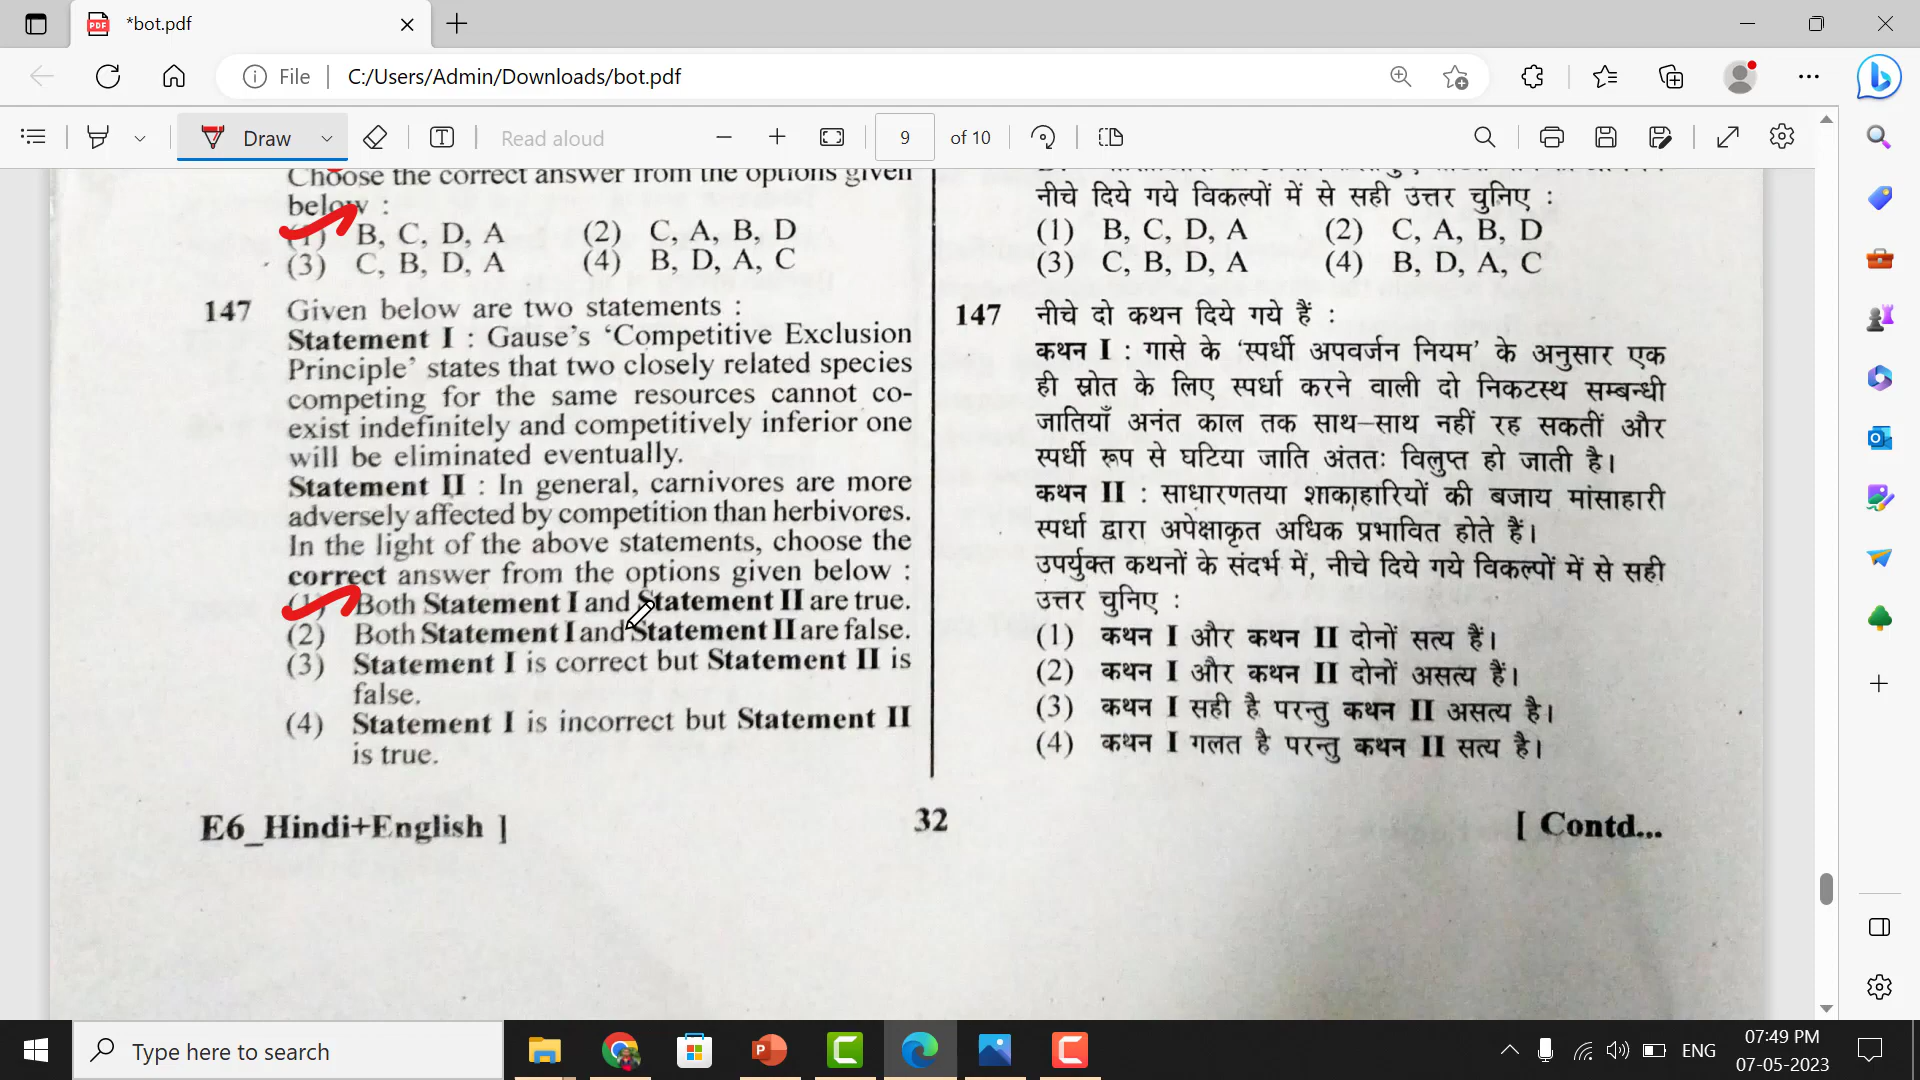 *bot.pdf
File
C:/Users/Admin/Downloads/bot.pdf
Draw
Read aloud
9
of 10
Choose the correct answer from the options given
below :
(1) B, C, D, A (2) C, A, B, D
(3) C, B, D, A (4) B, D, A, C
147 Given below are two statements :
Statement I : Gause's 'Competitive Exclusion
Principle' states that two closely related species
competing for the same resources cannot co-
exist indefinitely and competitively inferior one
will be eliminated eventually.
Statement II : In general, carnivores are more
adversely affected by competition than herbivores.
In the light of the above statements, choose the
correct answer from the options given below :
(1) Both Statement I and Statement II are true.
(2) Both Statement I and Statement II are false.
(3) Statement I is correct but Statement II is
false.
(4) Statement I is incorrect but Statement II
is true.
नीचे दिये गये विकल्पों में से सही उत्तर चुनिए :
(1) B, C, D, A (2) C, A, B, D
(3) C, B, D, A (4) B, D, A, C
147 नीचे दो कथन दिये गये हैं :
कथन I : गासे के 'स्पर्धी अपवर्जन नियम' के अनुसार एक
ही स्रोत के लिए स्पर्धा करने वाली दो निकटस्थ सम्बन्धी
जातियाँ अनंत काल तक साथ-साथ नहीं रह सकतीं और
स्पर्धी रूप से घटिया जाति अंततः विलुप्त हो जाती है।
कथन II : साधारणतया शाकाहारियों की बजाय मांसाहारी
स्पर्धा द्वारा अपेक्षाकृत अधिक प्रभावित होते हैं।
उपर्युक्त कथनों के संदर्भ में, नीचे दिये गये विकल्पों में से सही
उत्तर चुनिए :
(1) कथन I और कथन II दोनों सत्य हैं।
(2) कथन I और कथन II दोनों असत्य हैं।
(3) कथन I सही है परन्तु कथन II असत्य है।
(4) कथन I गलत है परन्तु कथन II सत्य है।
E6_Hindi+English ]
32
[ Contd...
Type here to search
ENG
07:49 PM
07-05-2023